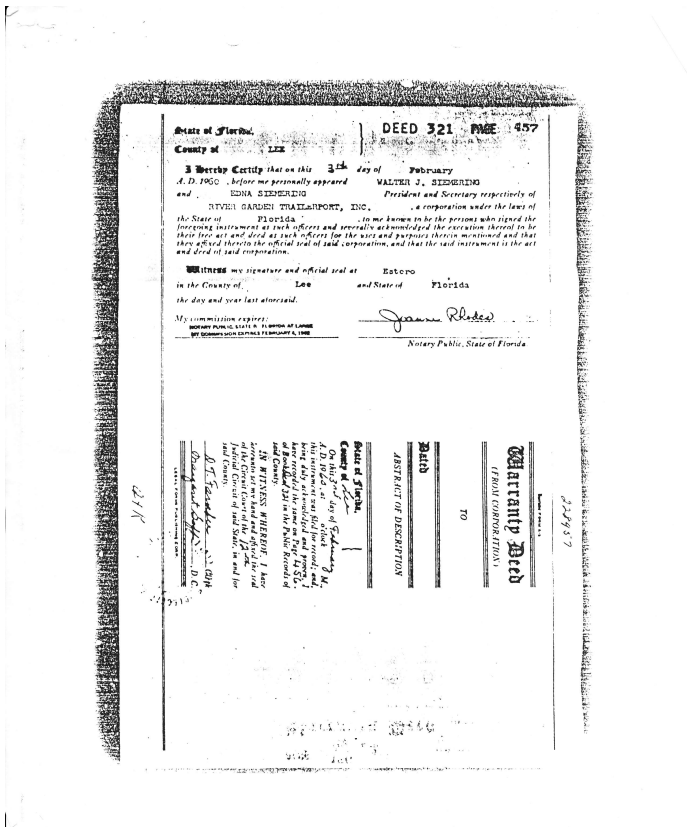 State of Florida,
County of LEE
DEED 321 PAGE 457
I Hereby Certify that on this 3rd day of February
A. D. 1960, before me personally appeared WALTER J. SIEMERING
and EDNA SIEMERING President and Secretary respectively of
RIVER GARDEN TRAILERPORT, INC. , a corporation under the laws of
the State of Florida , to me known to be the persons who signed the
foregoing instrument as such officers and severally acknowledged the execution thereof to be
their free act and deed as such officers for the uses and purposes therein mentioned and that
they affixed thereto the official seal of said corporation, and that the said instrument is the act
and deed of said corporation.
Witness my signature and official seal at Estero
in the County of Lee and State of Florida
the day and year last aforesaid.
My commission expires:
NOTARY PUBLIC, STATE OF FLORIDA AT LARGE
MY COMMISSION EXPIRES FEBRUARY
Joanne Rhodes
Notary Public, State of Florida
Warranty Deed
(FROM CORPORATION)
TO
Dated
ABSTRACT OF DESCRIPTION
State of Florida,
County of Lee
On this 3rd day of February
A. D. 1960, at o'clock M.
this instrument was filed for record; and,
being duly acknowledged and proven, I
have recorded the same on Page 456
of Book 321 in the Public Records of
said County.
IN WITNESS WHEREOF, I have
hereunto set my hand and affixed the seal
of the Circuit Court of the 12
Judicial Circuit of said State, in and for
said County.
D. T. Clerk
Margaret D. C.